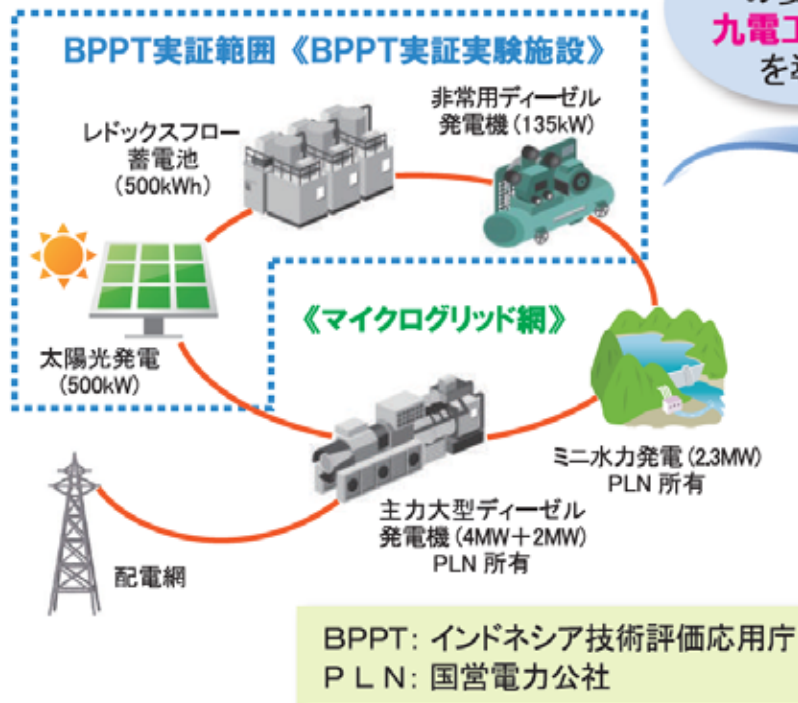 九電工
を導
BPPT実証範囲《BPPT実証実験施設》
レドックスフロー
蓄電池
(500kWh)
非常用ディーゼル
発電機(135kW)
《マイクログリッド網》
太陽光発電
(500kW)
ミニ水力発電(2.3MW)
PLN 所有
主力大型ディーゼル
発電機(4MW+2MW)
PLN 所有
配電網
BPPT: インドネシア技術評価応用庁
PLN: 国営電力公社